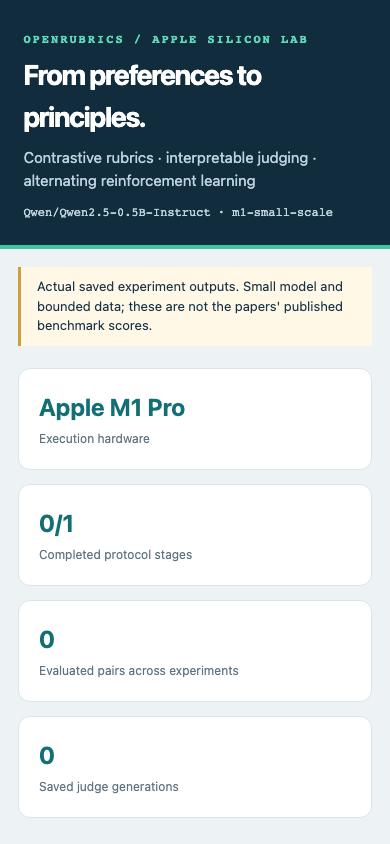 OPENRUBRICS / APPLE SILICON LAB
From preferences to
principles.
Contrastive rubrics · interpretable judging ·
alternating reinforcement learning
Qwen/Qwen2.5-0.5B-Instruct · m1-small-scale
Actual saved experiment outputs. Small model and
bounded data; these are not the papers' published
benchmark scores.
Apple M1 Pro
Execution hardware
0/1
Completed protocol stages
0
Evaluated pairs across experiments
0
Saved judge generations